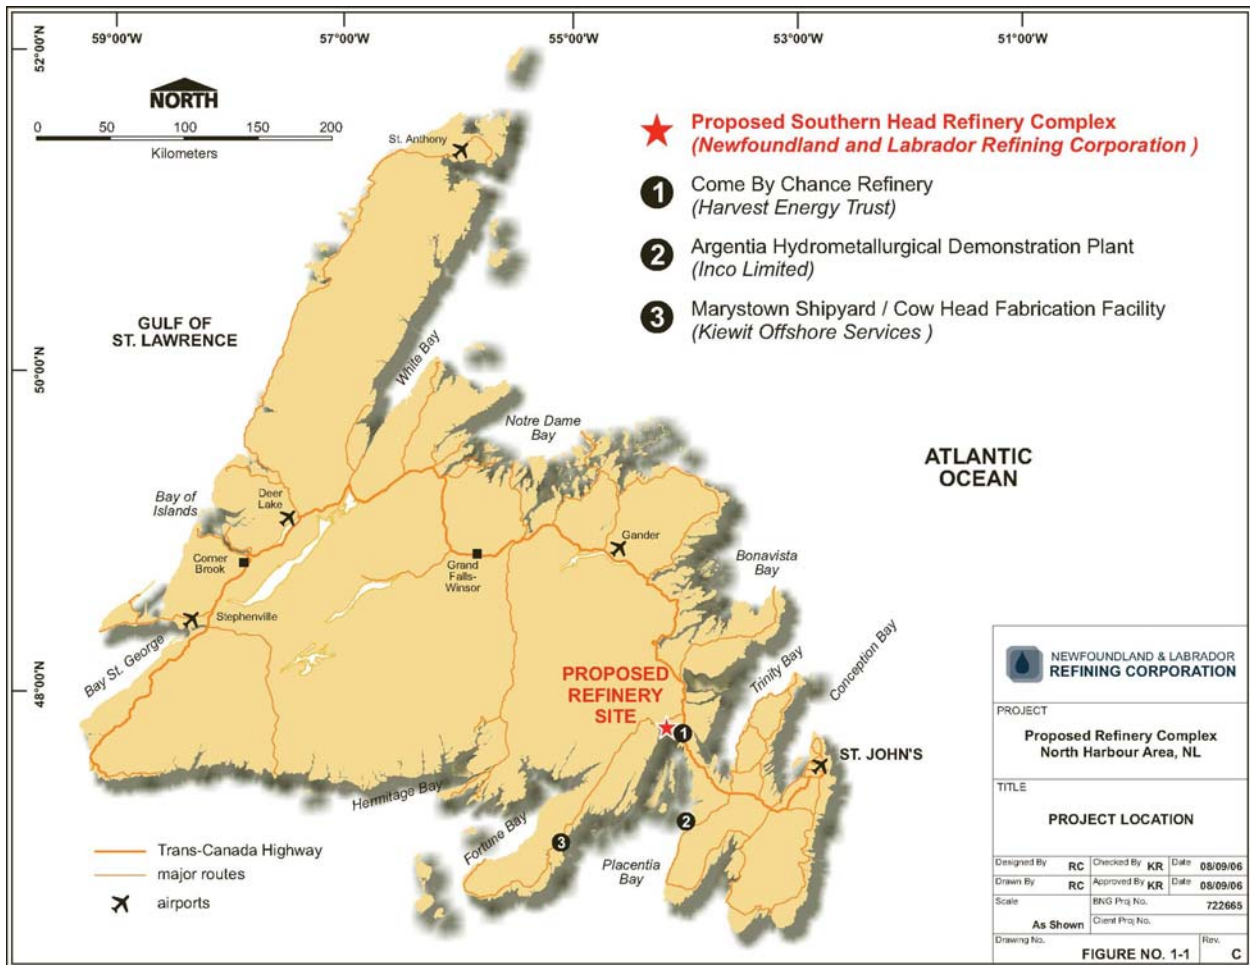 59°00'W 57°00'W 55°00'W 53°00'W 51°00'W
52°00'N
NORTH
0 50 100 150 200
Kilometers
St. Anthony
Proposed Southern Head Refinery Complex
(Newfoundland and Labrador Refining Corporation )
1 Come By Chance Refinery
(Harvest Energy Trust)
2 Argentia Hydrometallurgical Demonstration Plant
(Inco Limited)
3 Marystown Shipyard / Cow Head Fabrication Facility
(Kiewit Offshore Services )
GULF OF
ST. LAWRENCE
50°00'N
White Bay
Notre Dame
Bay
ATLANTIC
OCEAN
Bay of
Islands
Deer
Lake
Gander
Corner
Brook
Grand
Falls-
Winsor
Bonavista
Bay
Stephenville
Bay St. George
48°00'N
Trinity Bay
Conception Bay
PROPOSED
REFINERY
SITE
1
ST. JOHN'S
Hermitage Bay
2
Fortune Bay
3
Placentia
Bay
Trans-Canada Highway
major routes
airports
NEWFOUNDLAND & LABRADOR
REFINING CORPORATION
PROJECT
Proposed Refinery Complex
North Harbour Area, NL
TITLE
PROJECT LOCATION
Designed By RC Checked By KR Date 08/09/06
Drawn By RC Approved By KR Date 08/09/06
Scale As Shown BNG Proj No. 722665
Client Proj No.
Drawing No. FIGURE NO. 1-1 Rev. C